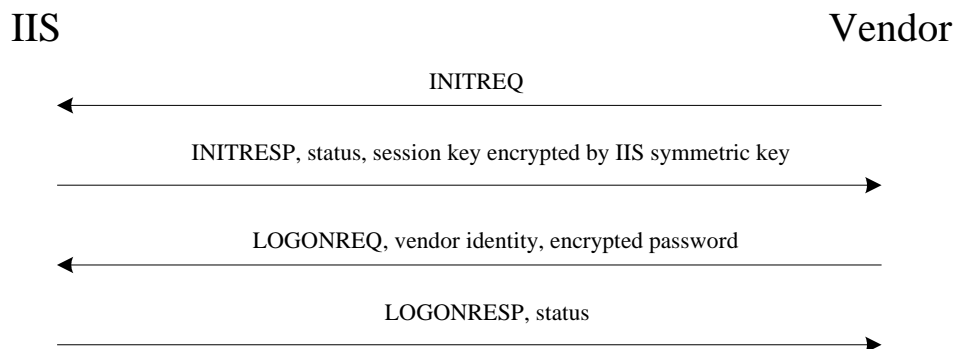 IIS
Vendor
INITREQ
INITRESP, status, session key encrypted by IIS symmetric key
LOGONREQ, vendor identity, encrypted password
LOGONRESP, status